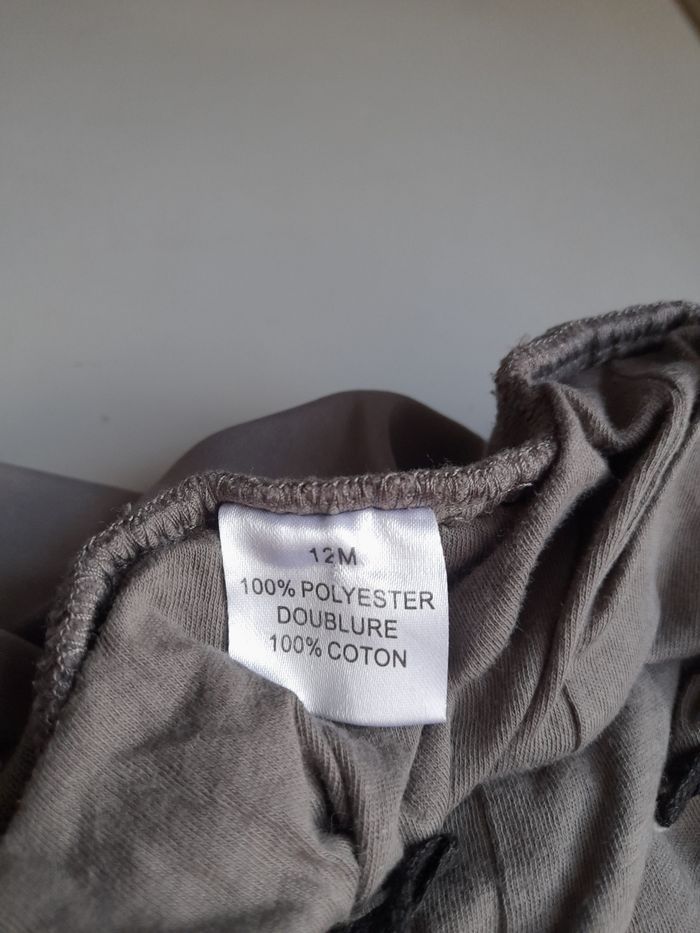 12M
100% POLYESTER
DOUBLURE
100% COTON